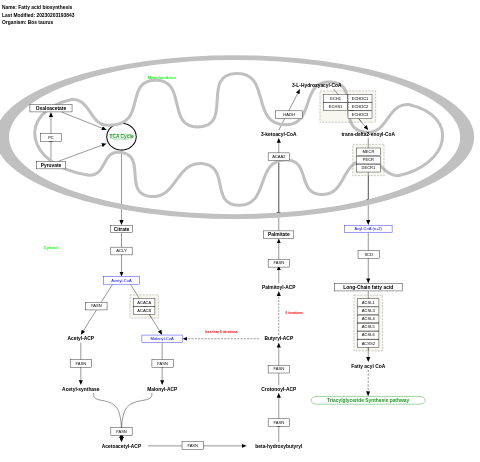 Name: Fatty acid biosynthesis
Last Modified: 20230203193843
Organism: Bos taurus
Mitochondrion
3-L-Hydroxyacyl-CoA
ECH1
ECHDC1
EHHADH
ECHS1
ECHDC2
ECHDC3
Oxaloacetate
HADH
TCA Cycle
3-ketoacyl-CoA
trans-delta2-enoyl-CoA
PC
MECR
PECR
DECR1
ACAA2
Pyruvate
Citrate
Palmitate
Acyl-CoA (n+2)
Cytosol
ACLY
SCD
FASN
Acetyl-CoA
Palmitoyl-ACP
Long-Chain fatty acid
FASN
ACACA
ACACB
ACSL1
ACSL3
ACSL4
ACSL5
ACSL6
ACSS2
less than 6 iterations
Acetyl-ACP
Malonyl-CoA
Butyryl-ACP
FASN
FASN
FASN
Fatty acyl CoA
Acetyl-synthase
Malonyl-ACP
Crotonoyl-ACP
Triacylglyceride Synthesis pathway
FASN
FASN
Acetoacetyl-ACP
FASN
beta-hydroxybutyryl